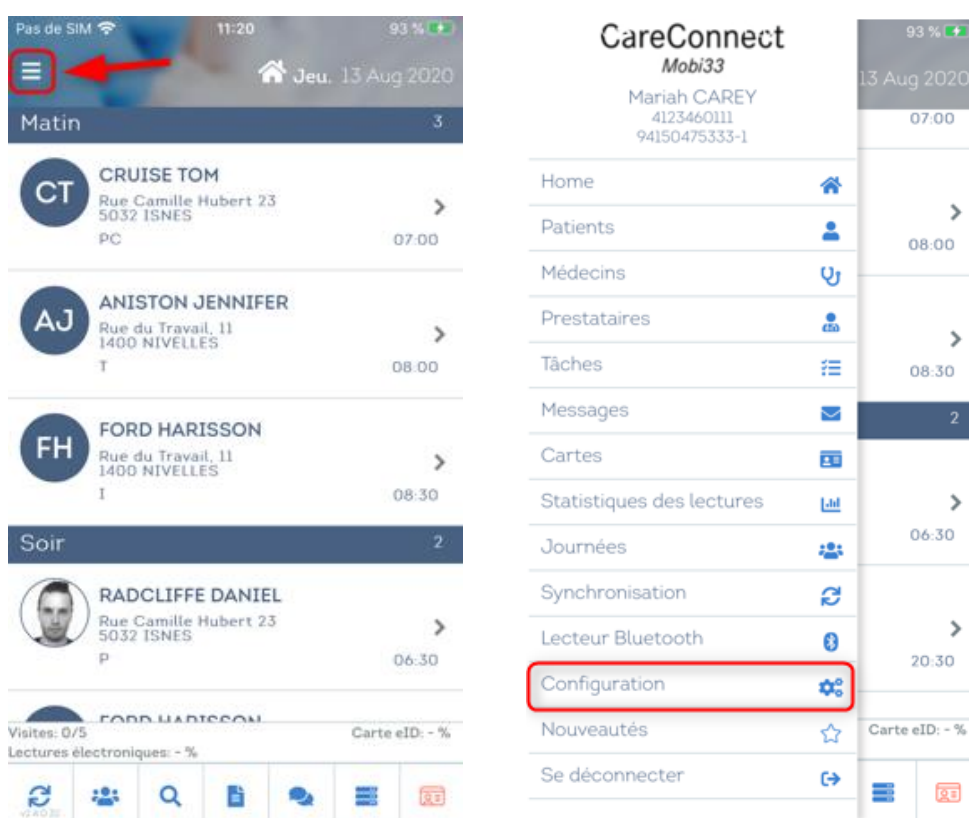 Pas de SIM 11:20 93 %
Jeu. 13 Aug 2020
Matin 3
CT
CRUISE TOM
Rue Camille Hubert 23
5032 ISNES
PC 07:00
AJ
ANISTON JENNIFER
Rue du Travail, 11
1400 NIVELLES
T 08:00
FH
FORD HARISSON
Rue du Travail, 11
1400 NIVELLES
I 08:30
Soir 2
RADCLIFFE DANIEL
Rue Camille Hubert 23
5032 ISNES
P 06:30
FORD HARISSON
Visites: 0/5 Carte eID: - %
Lectures électroniques: - %
CareConnect
Mobi33
Mariah CAREY
4123460111
94150475333-1
Home
Patients
Médecins
Prestataires
Tâches
Messages
Cartes
Statistiques des lectures
Journées
Synchronisation
Lecteur Bluetooth
Configuration
Nouveautés
Se déconnecter
93 %
13 Aug 2020
07:00
08:00
08:30
2
06:30
20:30
Carte eID: - %